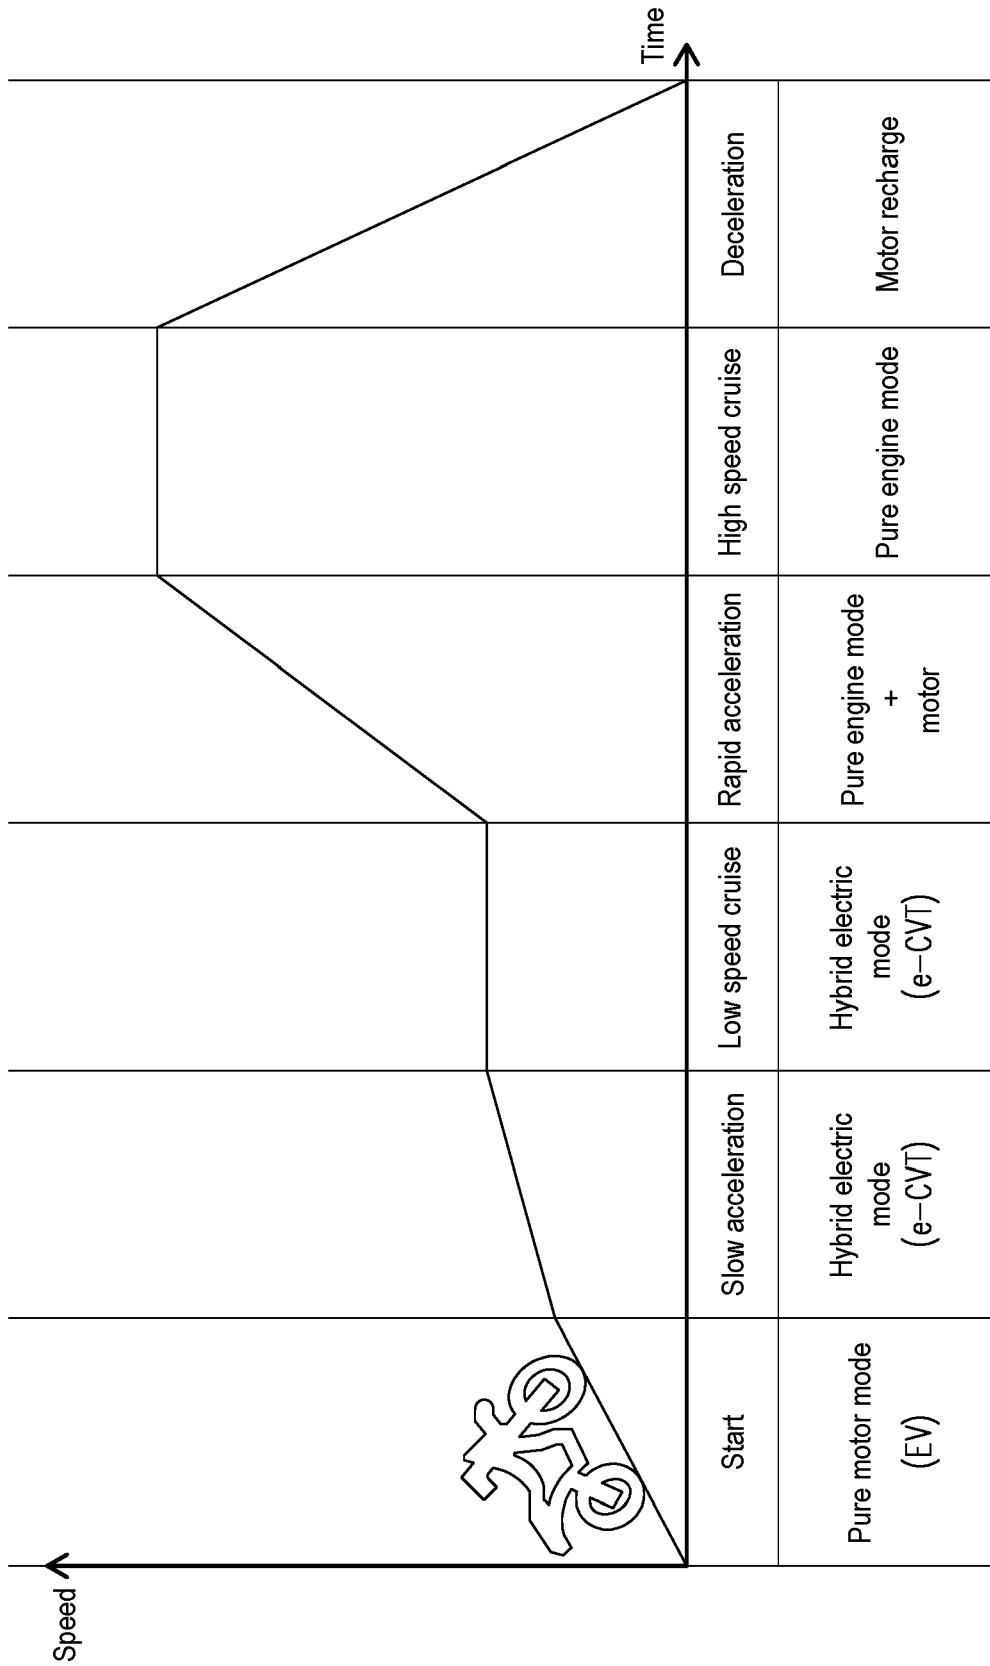 Speed
Time
Start
Slow acceleration
Low speed cruise
Rapid acceleration
High speed cruise
Deceleration
Pure motor mode
(EV)
Hybrid electric
mode
(e-CVT)
Hybrid electric
mode
(e-CVT)
Pure engine mode
+
motor
Pure engine mode
Motor recharge